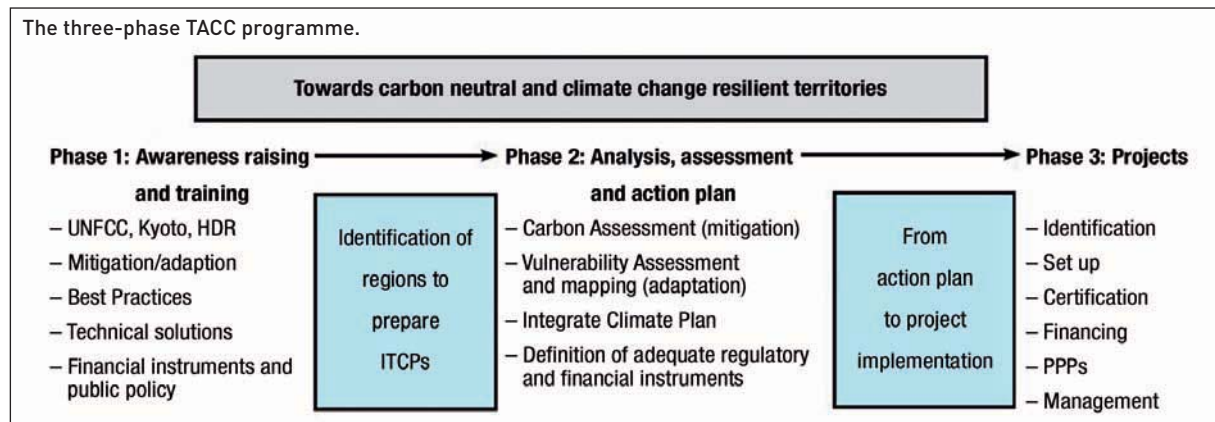 The three-phase TACC programme.
Towards carbon neutral and climate change resilient territories
Phase 1: Awareness raising
and training
– UNFCC, Kyoto, HDR
– Mitigation/adaption
– Best Practices
– Technical solutions
– Financial instruments and
public policy
Identification of
regions to
prepare
ITCPs
Phase 2: Analysis, assessment
and action plan
– Carbon Assessment (mitigation)
– Vulnerability Assessment
and mapping (adaptation)
– Integrate Climate Plan
– Definition of adequate regulatory
and financial instruments
From
action plan
to project
implementation
Phase 3: Projects
– Identification
– Set up
– Certification
– Financing
– PPPs
– Management